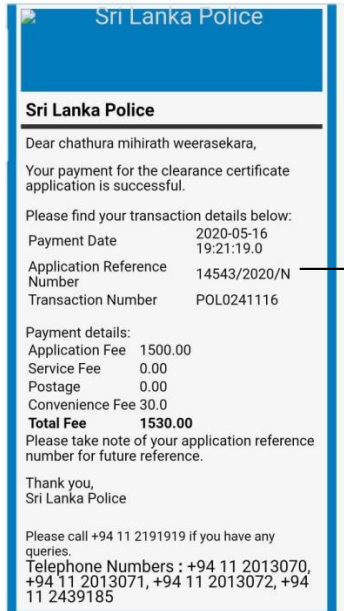 Sri Lanka Police
Sri Lanka Police
Dear chathura mihirath weerasekara,
Your payment for the clearance certificate
application is successful.
Please find your transaction details below:
Payment Date 2020-05-16
19:21:19.0
Application Reference
Number 14543/2020/N
Transaction Number POL0241116
Payment details:
Application Fee 1500.00
Service Fee 0.00
Postage 0.00
Convenience Fee 30.0
Total Fee 1530.00
Please take note of your application reference
number for future reference.
Thank you,
Sri Lanka Police
Please call +94 11 2191919 if you have any
queries.
Telephone Numbers : +94 11 2013070,
+94 11 2013071, +94 11 2013072, +94
11 2439185